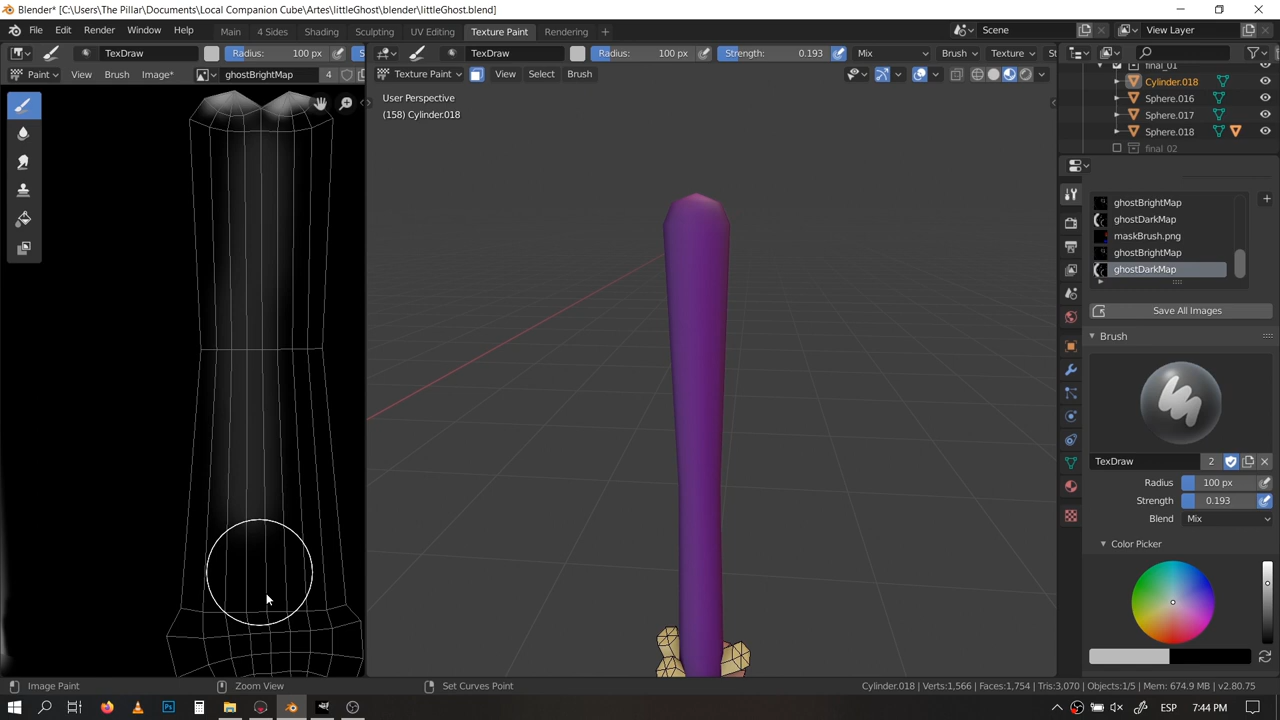 Blender* [C:\Users\The Pillar\Documents\Local Companion Cube\Artes\littleGhost\blender\littleGhost.blend]
File Edit Render Window Help Main 4 Sides Shading Sculpting UV Editing Texture Paint Rendering + Scene View Layer
TexDraw Radius: 100 px TexDraw Radius: 100 px Strength: 0.193 Mix Brush Texture
Paint View Brush Image* ghostBrightMap 4 Texture Paint View Select Brush
final_01
Cylinder.018
Sphere.016
Sphere.017
Sphere.018
final_02
User Perspective
(158) Cylinder.018
ghostBrightMap
ghostDarkMap
maskBrush.png
ghostBrightMap
ghostDarkMap
Save All Images
Brush
TexDraw 2
Radius 100 px
Strength 0.193
Blend Mix
Color Picker
Image Paint Zoom View Set Curves Point Cylinder.018 | Verts:1,566 | Faces:1,754 | Tris:3,070 | Objects:1/5 | Mem: 674.9 MB | v2.80.75
ESP 7:44 PM